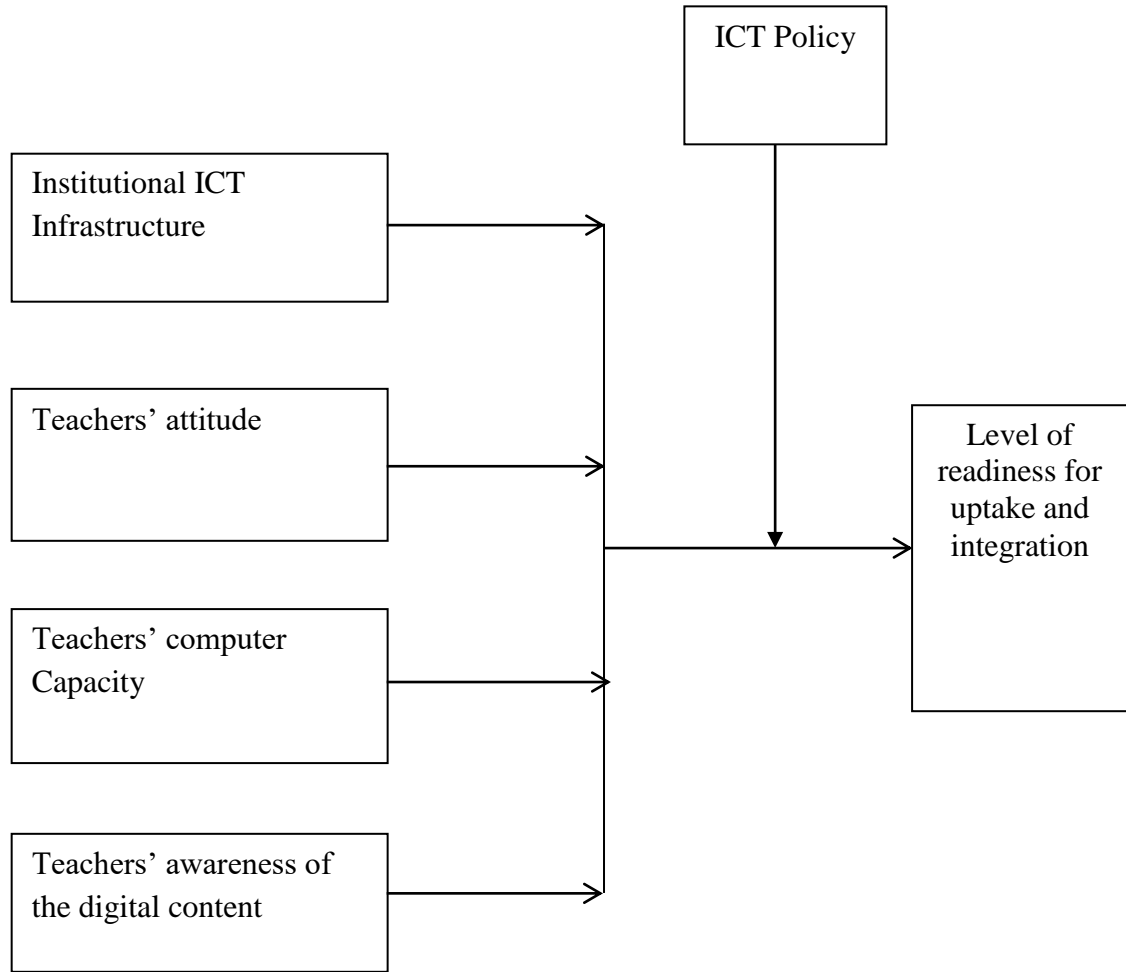 ICT Policy
Institutional ICT
Infrastructure
Teachers’ attitude
Level of
readiness for
uptake and
integration
Teachers’ computer
Capacity
Teachers’ awareness of
the digital content